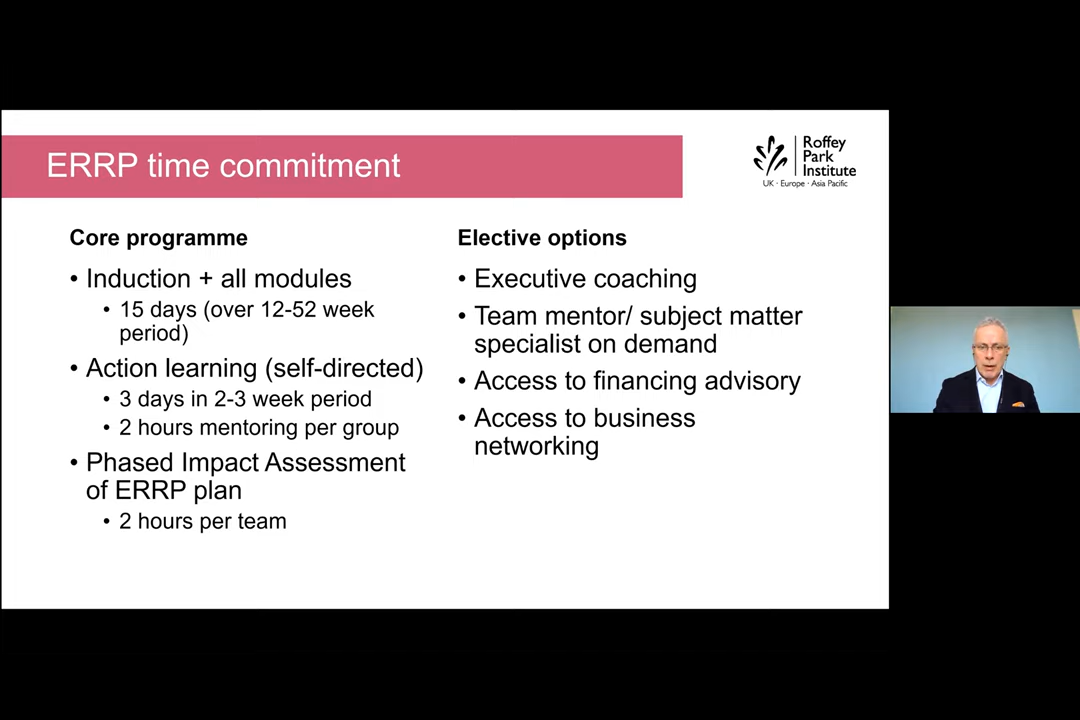 ERRP time commitment
Roffey
Park
Institute
UK · Europe · Asia Pacific
Core programme
• Induction + all modules
• 15 days (over 12-52 week
period)
• Action learning (self-directed)
• 3 days in 2-3 week period
• 2 hours mentoring per group
• Phased Impact Assessment
of ERRP plan
• 2 hours per team
Elective options
• Executive coaching
• Team mentor/ subject matter
specialist on demand
• Access to financing advisory
• Access to business
networking